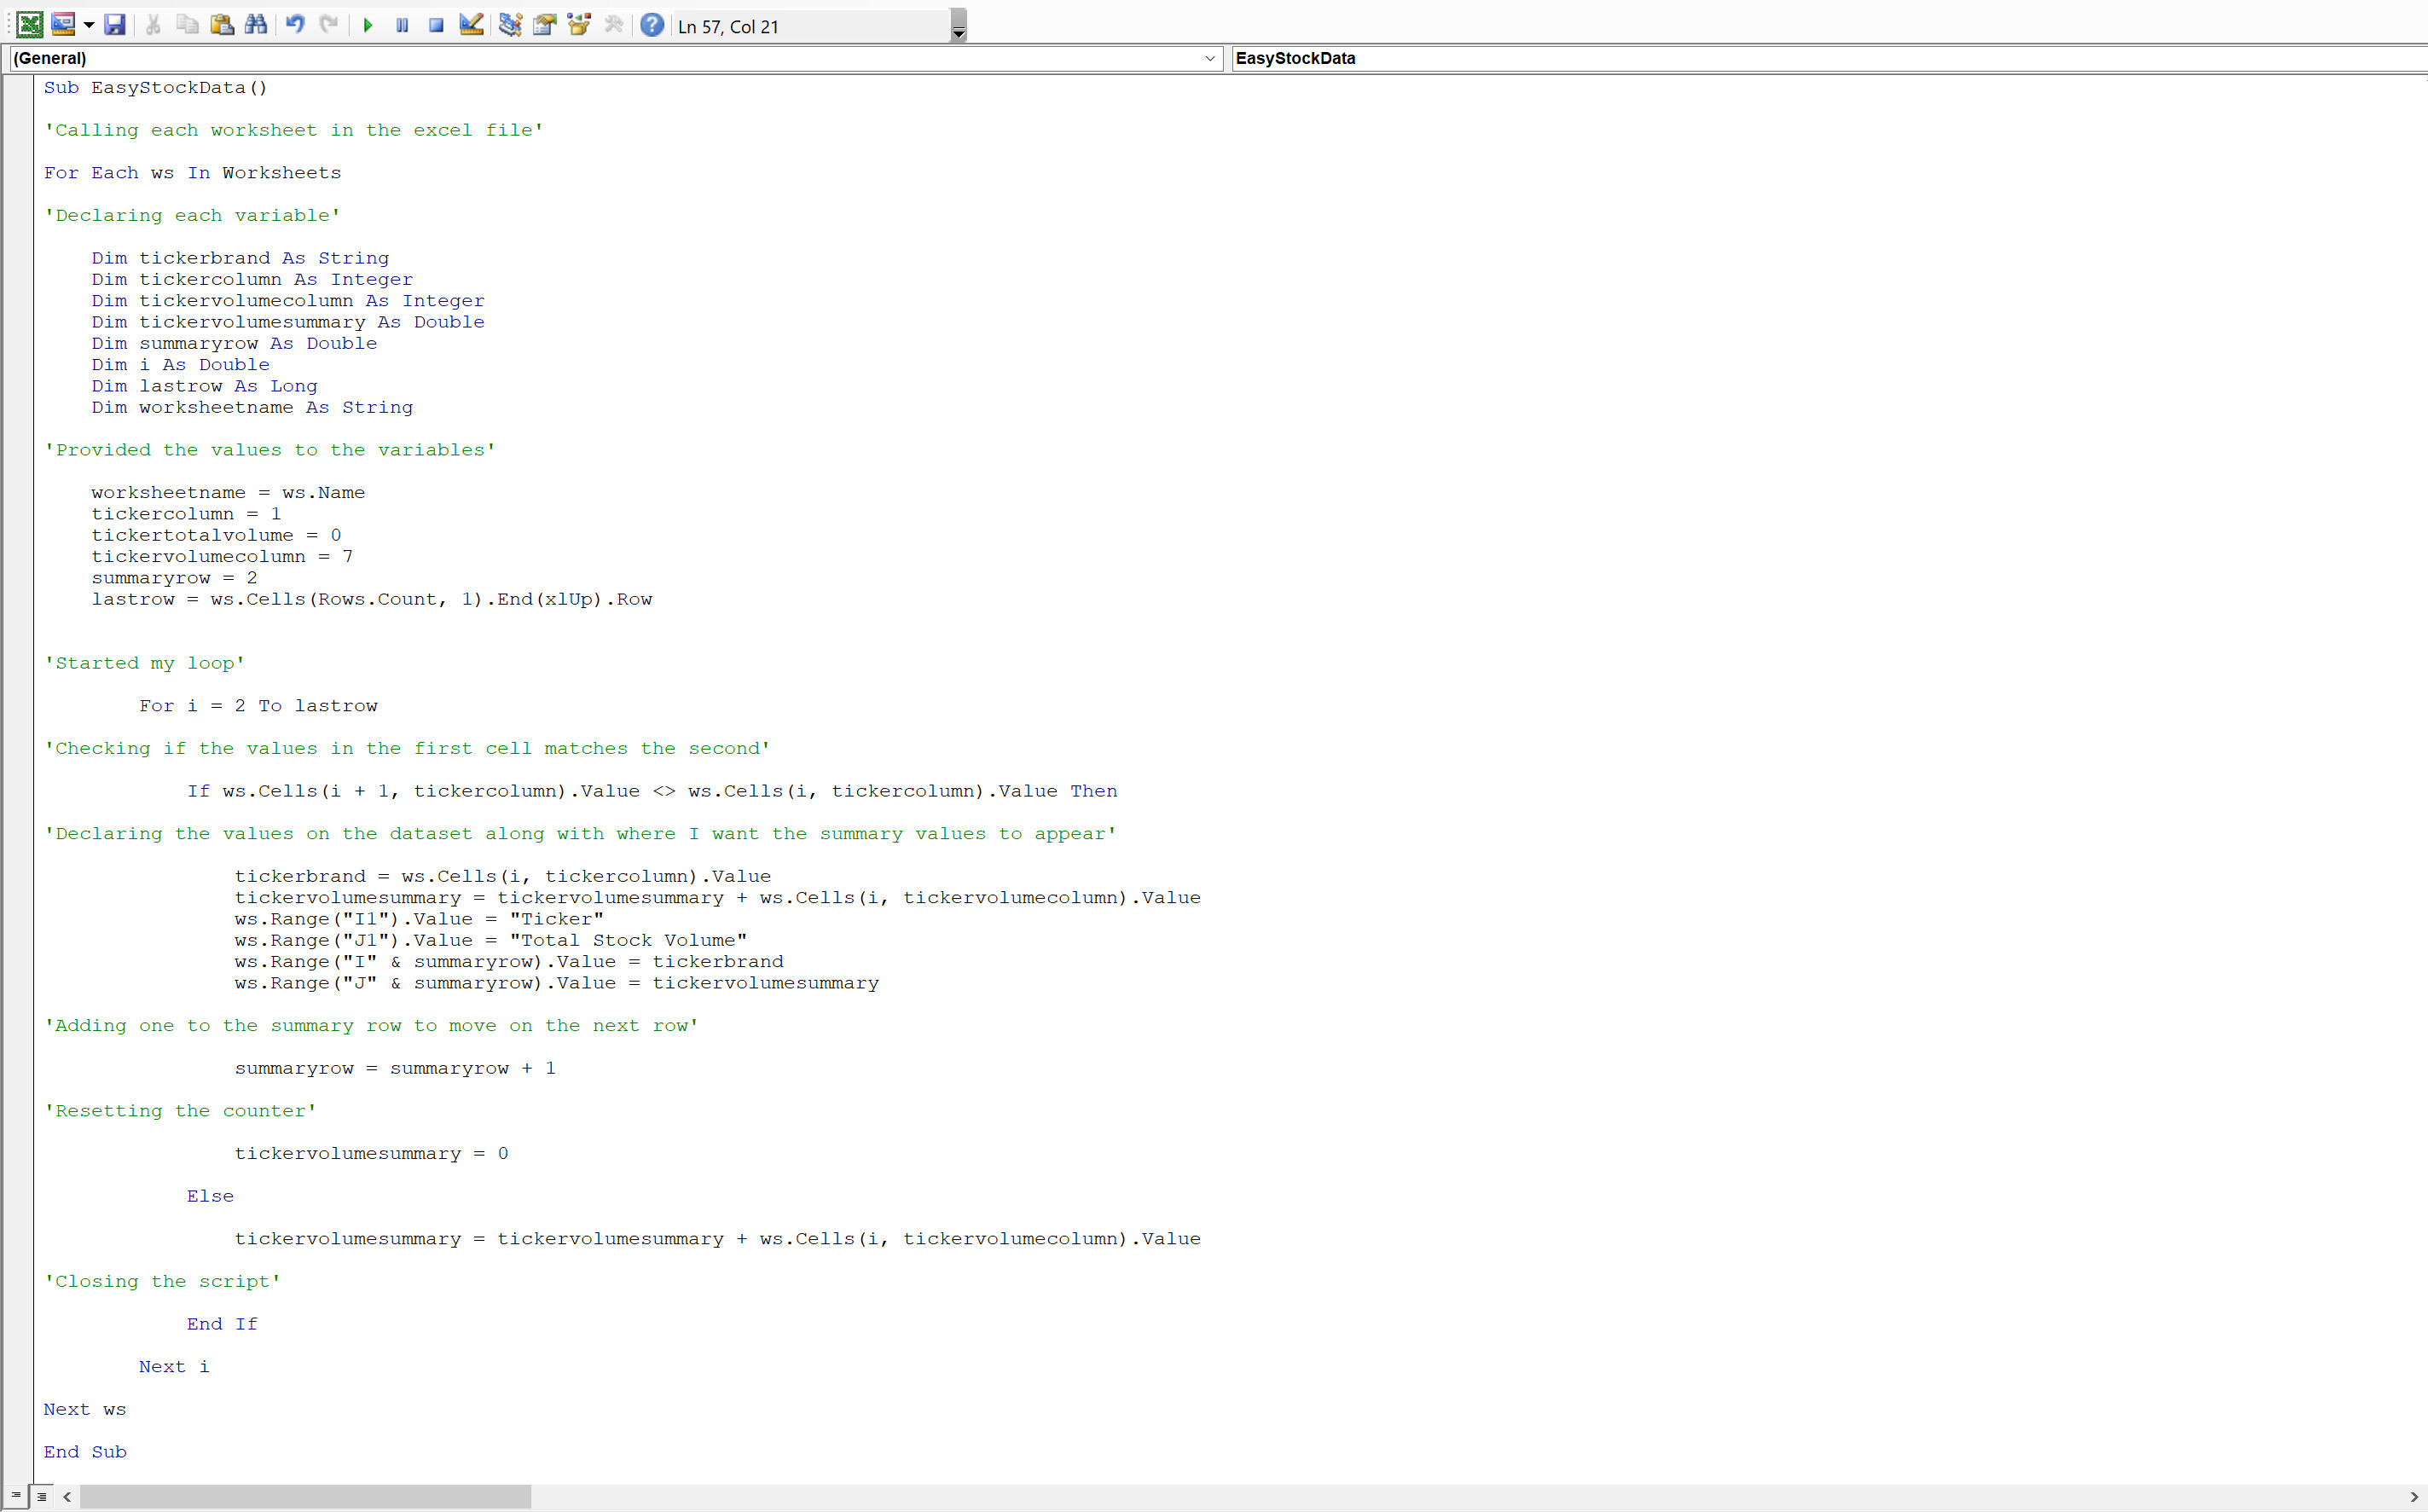 Ln 57, Col 21
(General)
EasyStockData
Sub EasyStockData()
'Calling each worksheet in the excel file'
For Each ws In Worksheets
'Declaring each variable'
Dim tickerbrand As String
Dim tickercolumn As Integer
Dim tickervolumecolumn As Integer
Dim tickervolumesummary As Double
Dim summaryrow As Double
Dim i As Double
Dim lastrow As Long
Dim worksheetname As String
'Provided the values to the variables'
worksheetname = ws.Name
tickercolumn = 1
tickertotalvolume = 0
tickervolumecolumn = 7
summaryrow = 2
lastrow = ws.Cells(Rows.Count, 1).End(xlUp).Row
'Started my loop'
For i = 2 To lastrow
'Checking if the values in the first cell matches the second'
If ws.Cells(i + 1, tickercolumn).Value <> ws.Cells(i, tickercolumn).Value Then
'Declaring the values on the dataset along with where I want the summary values to appear'
tickerbrand = ws.Cells(i, tickercolumn).Value
tickervolumesummary = tickervolumesummary + ws.Cells(i, tickervolumecolumn).Value
ws.Range("I1").Value = "Ticker"
ws.Range("J1").Value = "Total Stock Volume"
ws.Range("I" & summaryrow).Value = tickerbrand
ws.Range("J" & summaryrow).Value = tickervolumesummary
'Adding one to the summary row to move on the next row'
summaryrow = summaryrow + 1
'Resetting the counter'
tickervolumesummary = 0
Else
tickervolumesummary = tickervolumesummary + ws.Cells(i, tickervolumecolumn).Value
'Closing the script'
End If
Next i
Next ws
End Sub